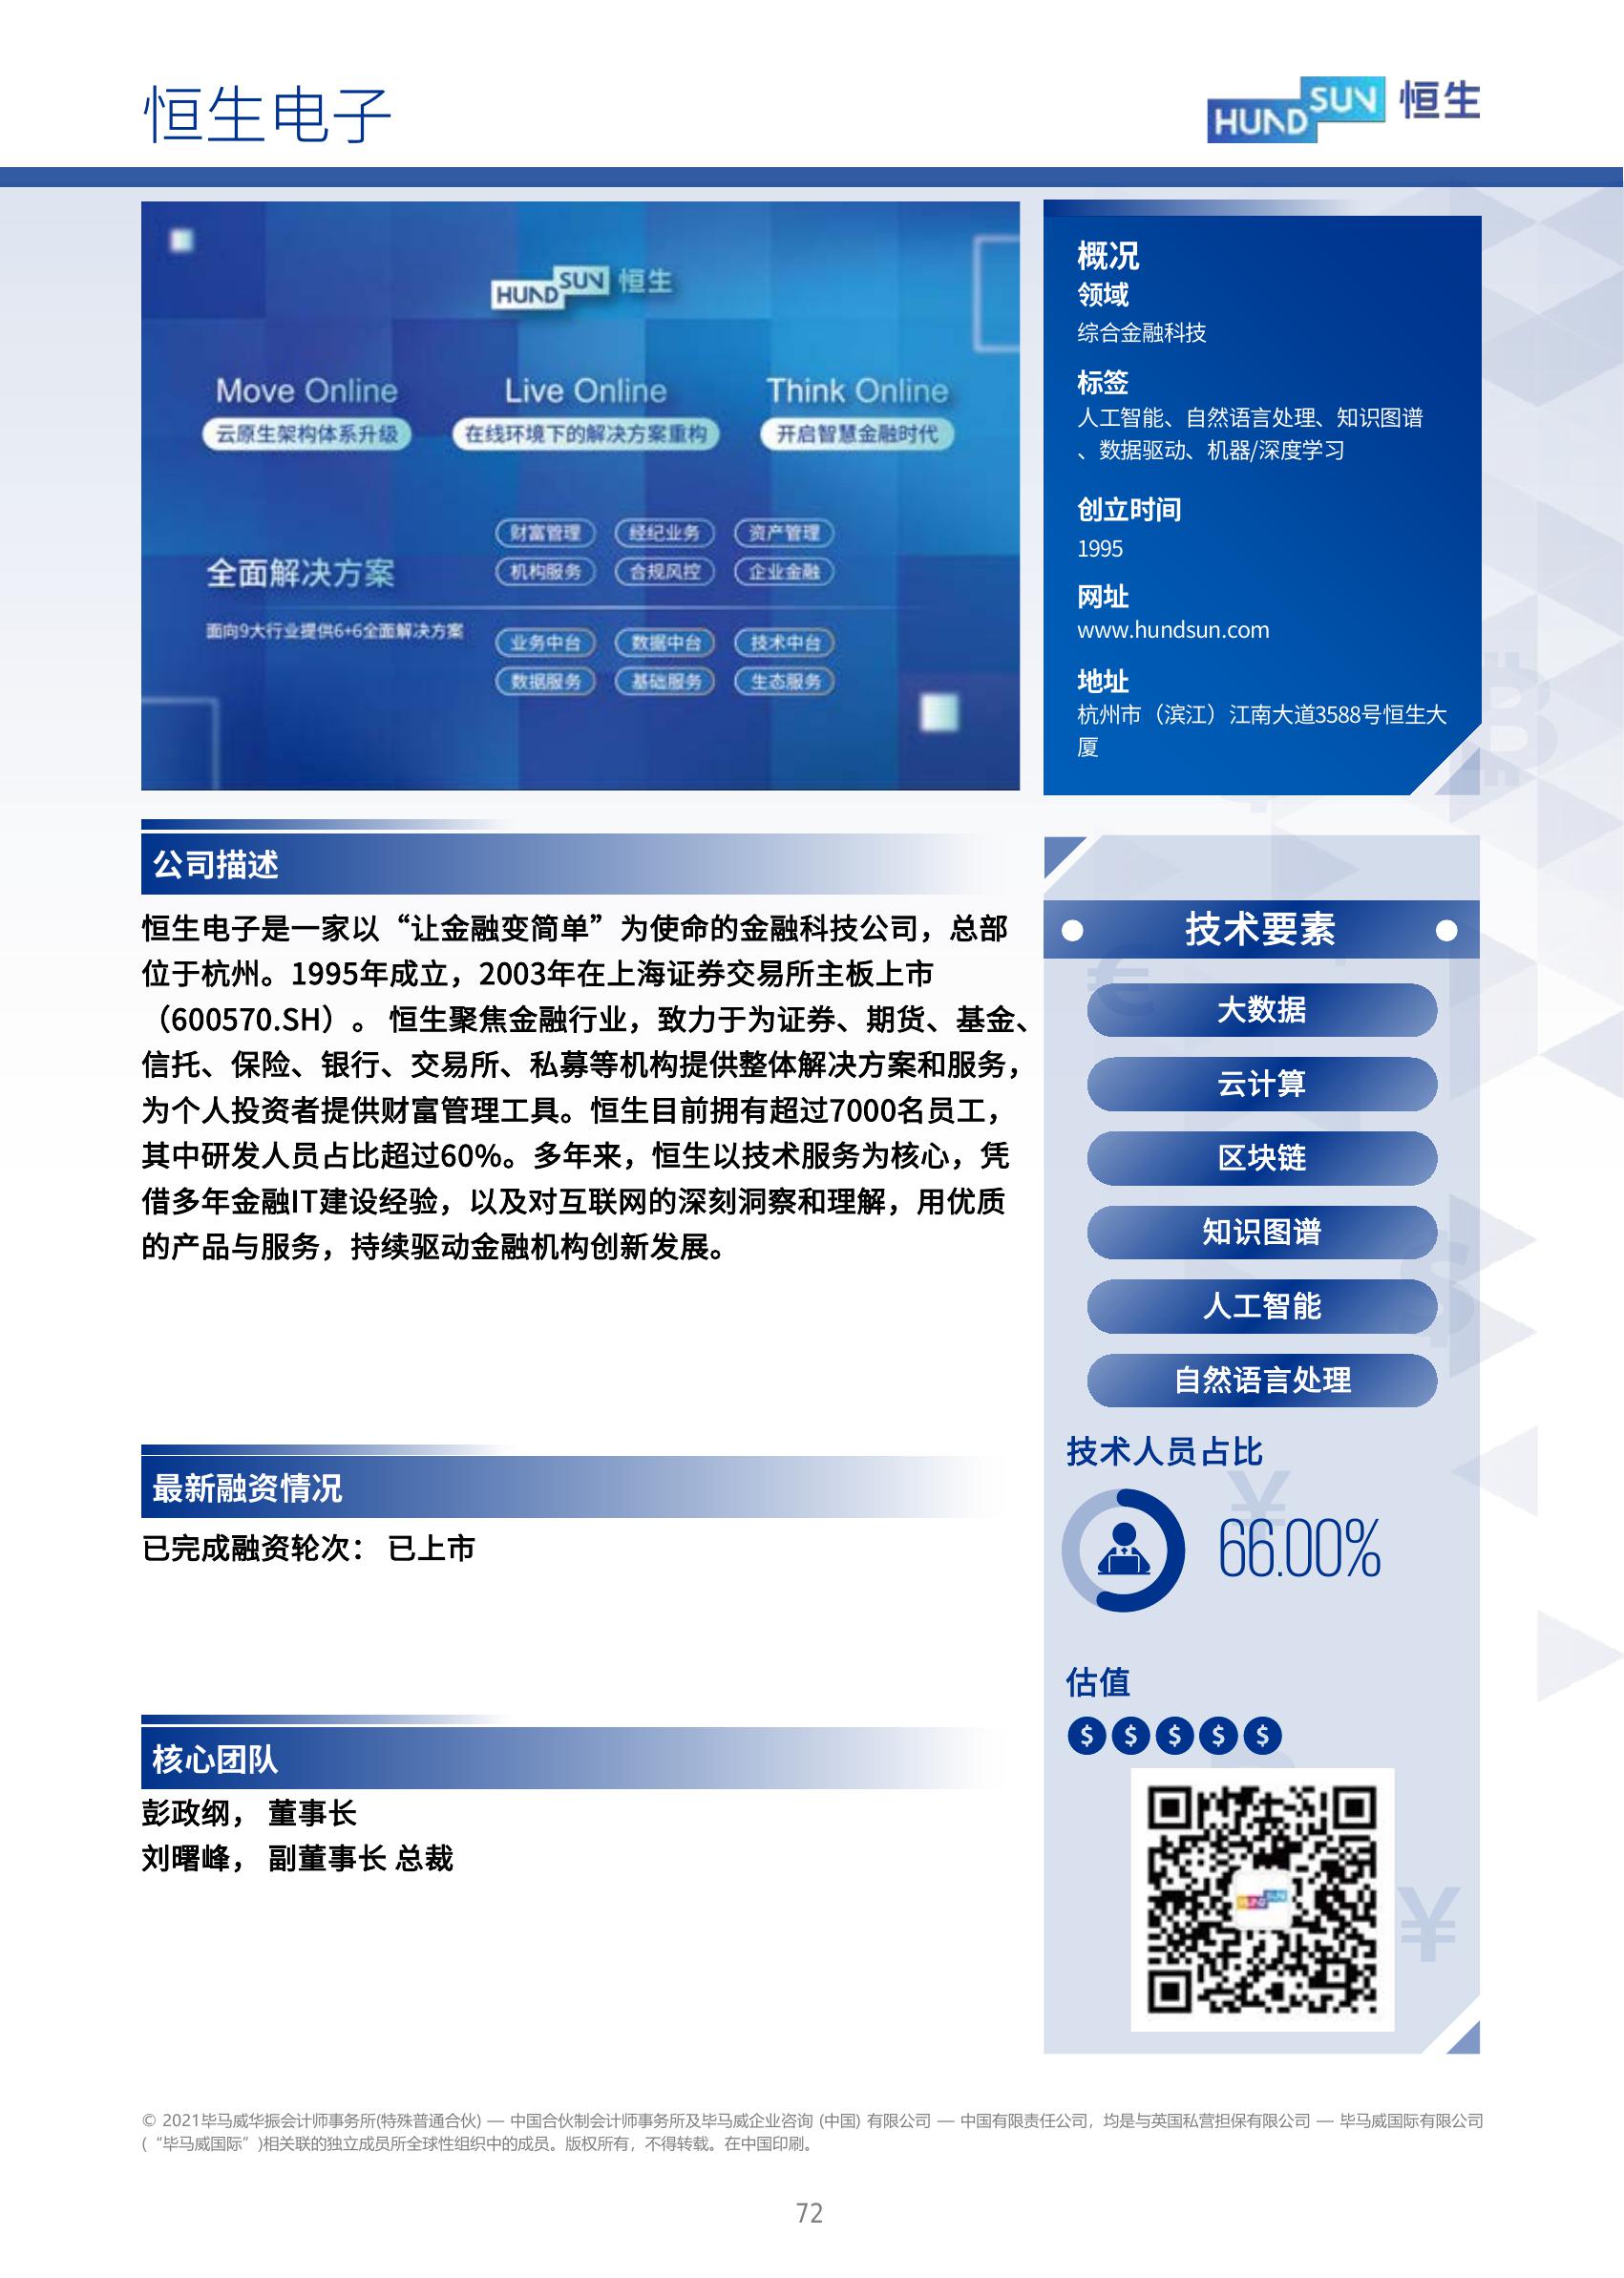 恒生电子
HUND SUN 恒生
HUND SUN 恒生
Move Online
Live Online
Think Online
云原生架构体系升级
在线环境下的解决方案重构
开启智慧金融时代
财富管理
经纪业务
资产管理
全面解决方案
机构服务
合规风控
企业金融
面向9大行业提供6+6全面解决方案
业务中台
数据中台
技术中台
数据服务
基础服务
生态服务
概况
领域
综合金融科技
标签
人工智能、自然语言处理、知识图谱
、数据驱动、机器/深度学习
创立时间
1995
网址
www.hundsun.com
地址
杭州市（滨江）江南大道3588号恒生大
厦
公司描述
恒生电子是一家以“让金融变简单”为使命的金融科技公司，总部
位于杭州。1995年成立，2003年在上海证券交易所主板上市
（600570.SH）。 恒生聚焦金融行业，致力于为证券、期货、基金、
信托、保险、银行、交易所、私募等机构提供整体解决方案和服务，
为个人投资者提供财富管理工具。恒生目前拥有超过7000名员工，
其中研发人员占比超过60%。多年来，恒生以技术服务为核心，凭
借多年金融IT建设经验，以及对互联网的深刻洞察和理解，用优质
的产品与服务，持续驱动金融机构创新发展。
最新融资情况
已完成融资轮次： 已上市
核心团队
彭政纲， 董事长
刘曙峰， 副董事长 总裁
技术要素
大数据
云计算
区块链
知识图谱
人工智能
自然语言处理
技术人员占比
66.00%
估值
$ $ $ $ $
HUND SUN
© 2021毕马威华振会计师事务所(特殊普通合伙) — 中国合伙制会计师事务所及毕马威企业咨询 (中国) 有限公司 — 中国有限责任公司，均是与英国私营担保有限公司 — 毕马威国际有限公司
(“毕马威国际”)相关联的独立成员所全球性组织中的成员。版权所有，不得转载。在中国印刷。
72